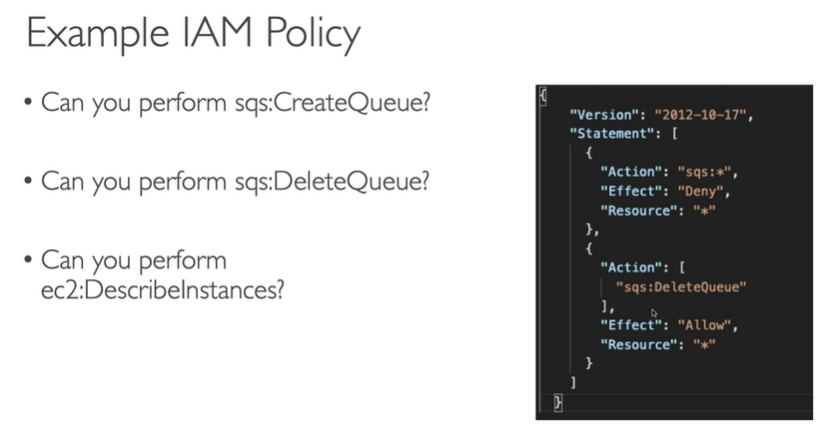 Example IAM Policy
• Can you perform sqs:CreateQueue?
• Can you perform sqs:DeleteQueue?
• Can you perform
ec2:DescribeInstances?
{
"Version": "2012-10-17",
"Statement": [
{
"Action": "sqs:*",
"Effect": "Deny",
"Resource": "*"
},
{
"Action": [
"sqs:DeleteQueue"
],
"Effect": "Allow",
"Resource": "*"
}
]
}